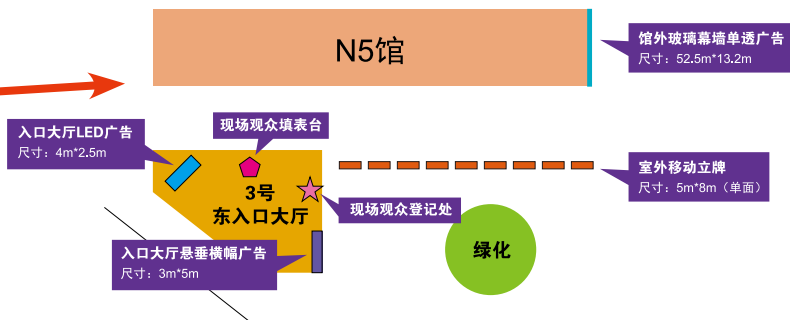 N5馆
馆外玻璃幕墙单透广告
尺寸：52.5m*13.2m
入口大厅LED广告
尺寸：4m*2.5m
现场观众填表台
室外移动立牌
尺寸：5m*8m（单面）
3号
东入口大厅
现场观众登记处
入口大厅悬垂横幅广告
尺寸：3m*5m
绿化